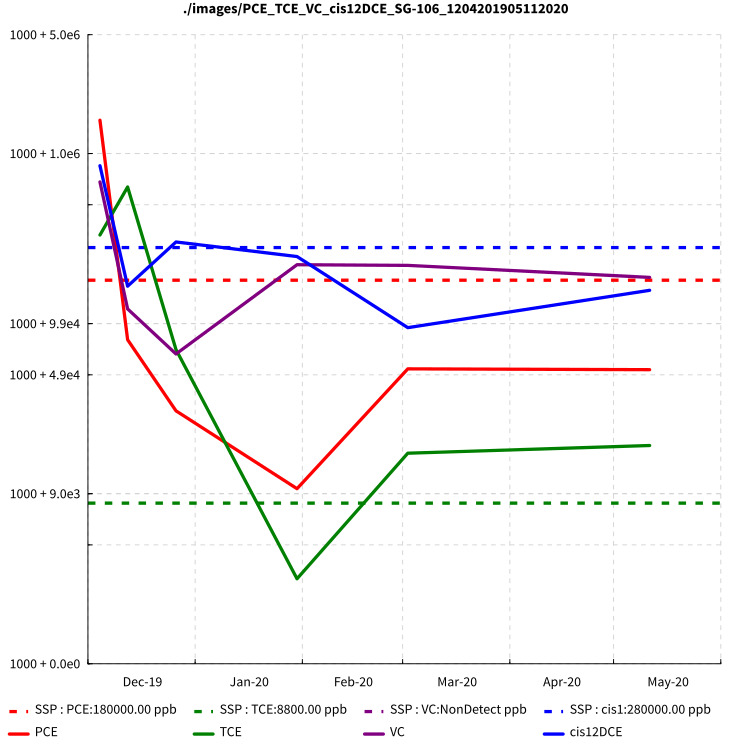 ./images/PCE_TCE_VC_cis12DCE_SG-106_1204201905112020
1000 + 5.0e6
1000 + 1.0e6
1000 + 9.9e4
1000 + 4.9e4
1000 + 9.0e3
1000 + 0.0e0
Dec-19 Jan-20 Feb-20 Mar-20 Apr-20 May-20
SSP : PCE:180000.00 ppb SSP : TCE:8800.00 ppb SSP : VC:NonDetect ppb SSP : cis1:280000.00 ppb
PCE TCE VC cis12DCE